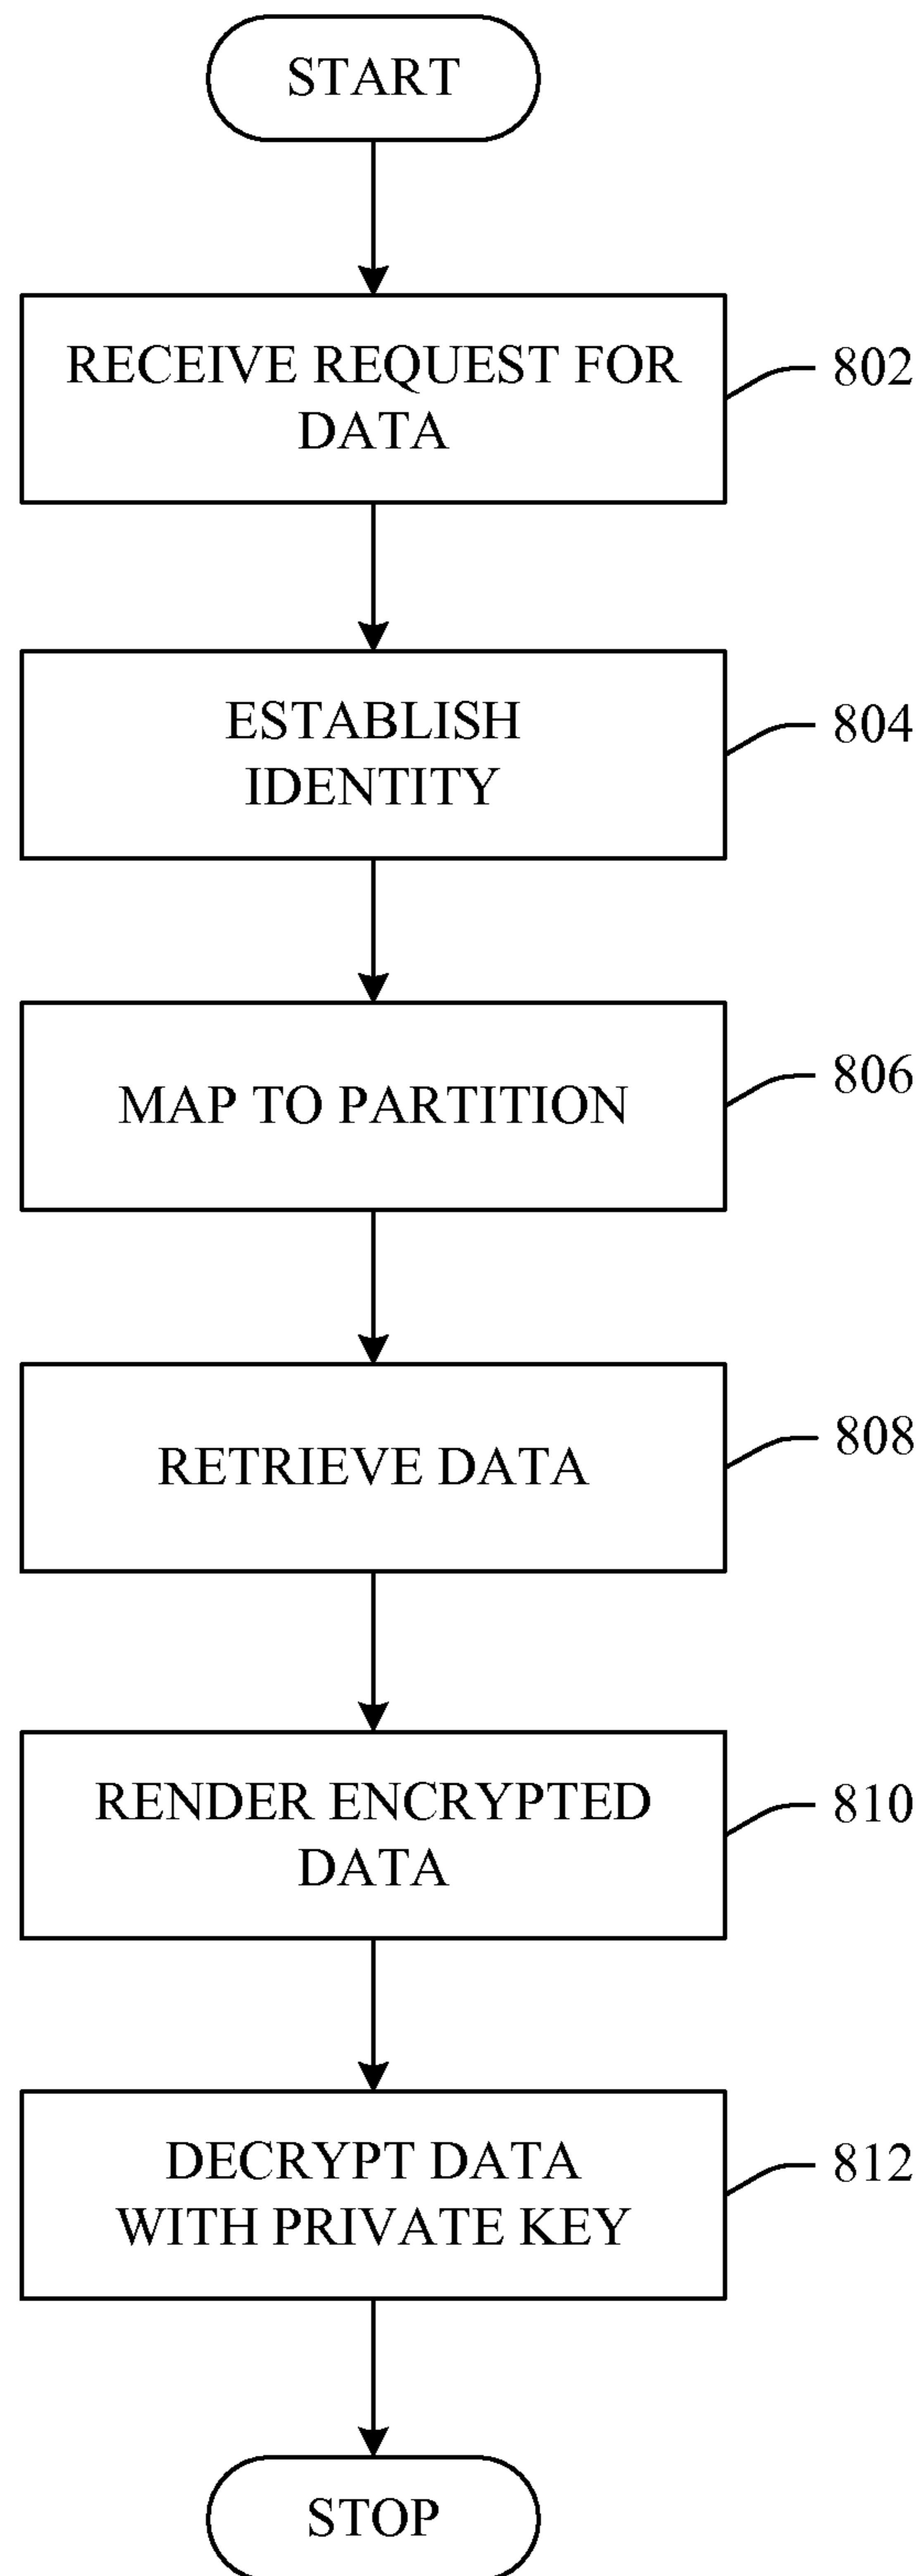 START
RECEIVE REQUEST FOR
DATA
802
ESTABLISH
IDENTITY
804
MAP TO PARTITION
806
RETRIEVE DATA
808
RENDER ENCRYPTED
DATA
810
DECRYPT DATA
WITH PRIVATE KEY
812
STOP